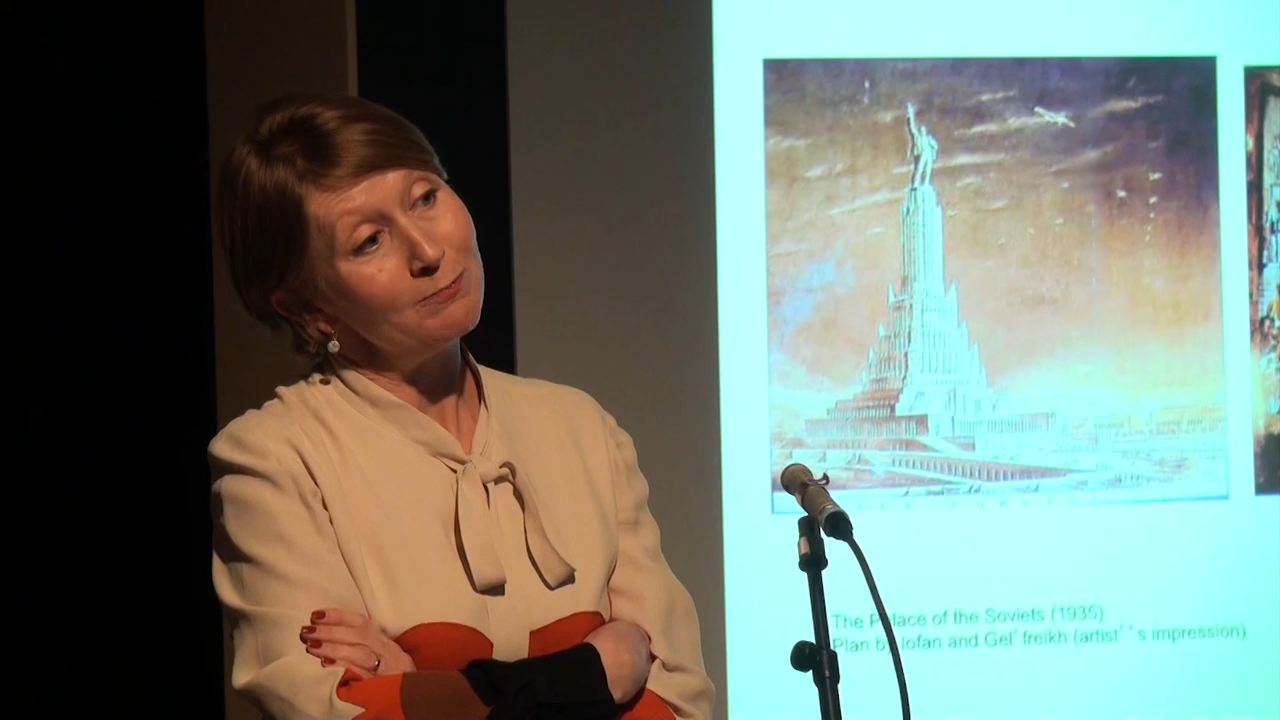 The Palace of the Soviets (1935)
Plan by Iofan and Gel´freikh (artist´´s impression)